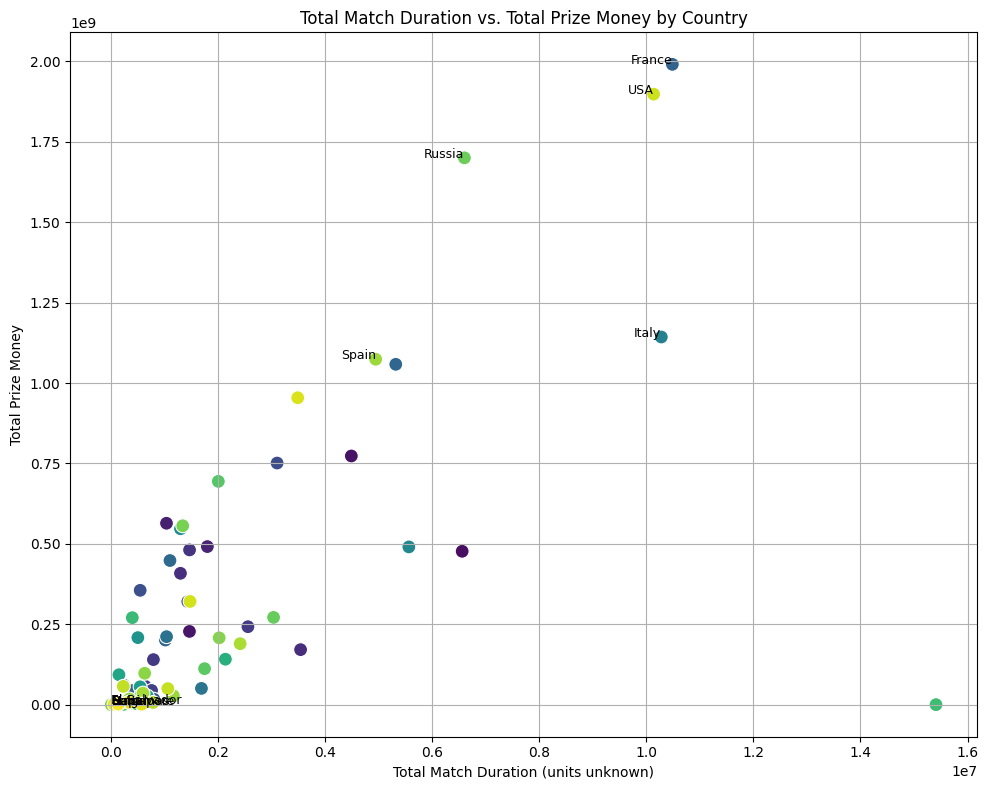 Total Match Duration vs. Total Prize Money by Country
1e9
2.00
1.75
1.50
1.25
1.00
0.75
0.50
0.25
0.00
Total Prize Money
France
USA
Russia
Italy
Spain
0.0
0.2
0.4
0.6
0.8
1.0
1.2
1.4
1.6
1e7
Total Match Duration (units unknown)